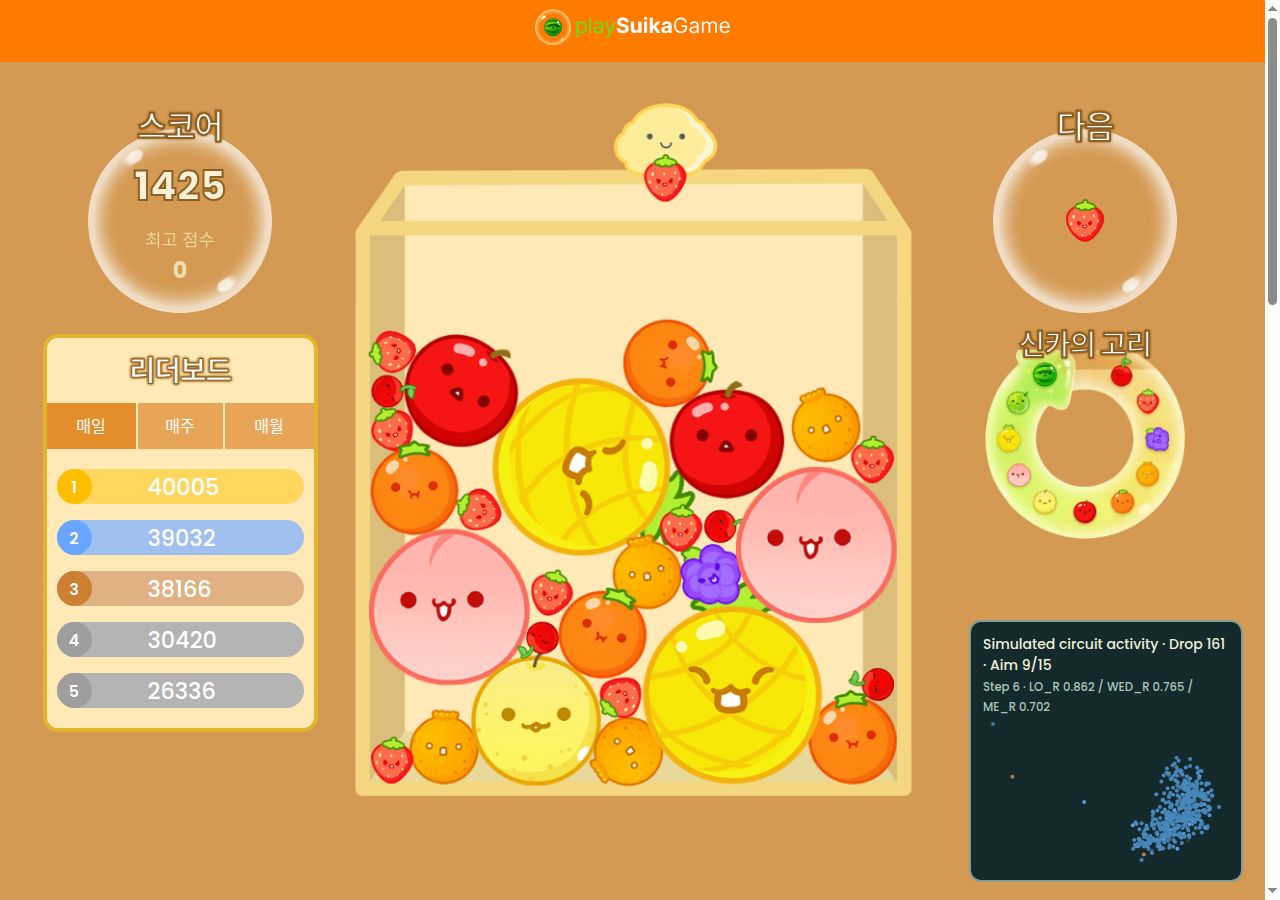 playSuikaGame
스코어
1425
최고 점수
0
다음
신카의 고리
리더보드
매일
매주
매월
1 40005
2 39032
3 38166
4 30420
5 26336
Simulated circuit activity · Drop 161
· Aim 9/15
Step 6 · LO_R 0.862 / WED_R 0.765 /
ME_R 0.702